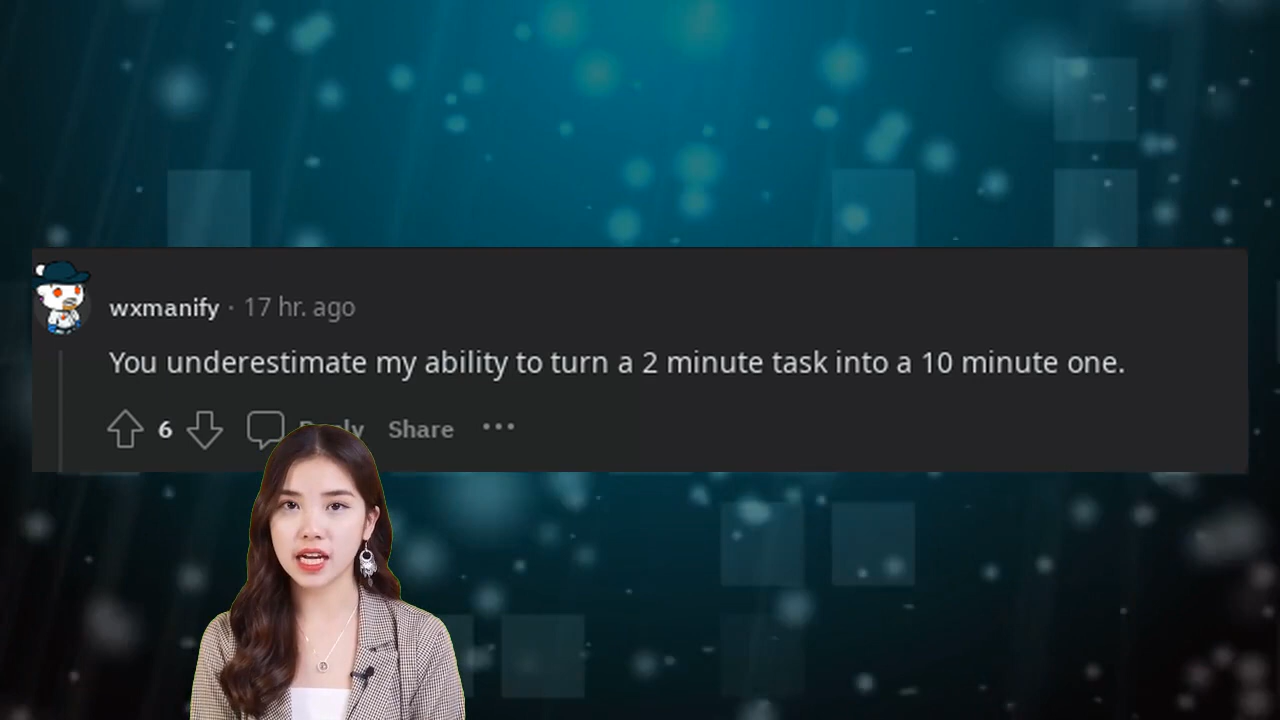 wxmanify · 17 hr. ago
You underestimate my ability to turn a 2 minute task into a 10 minute one.
6 Reply Share •••